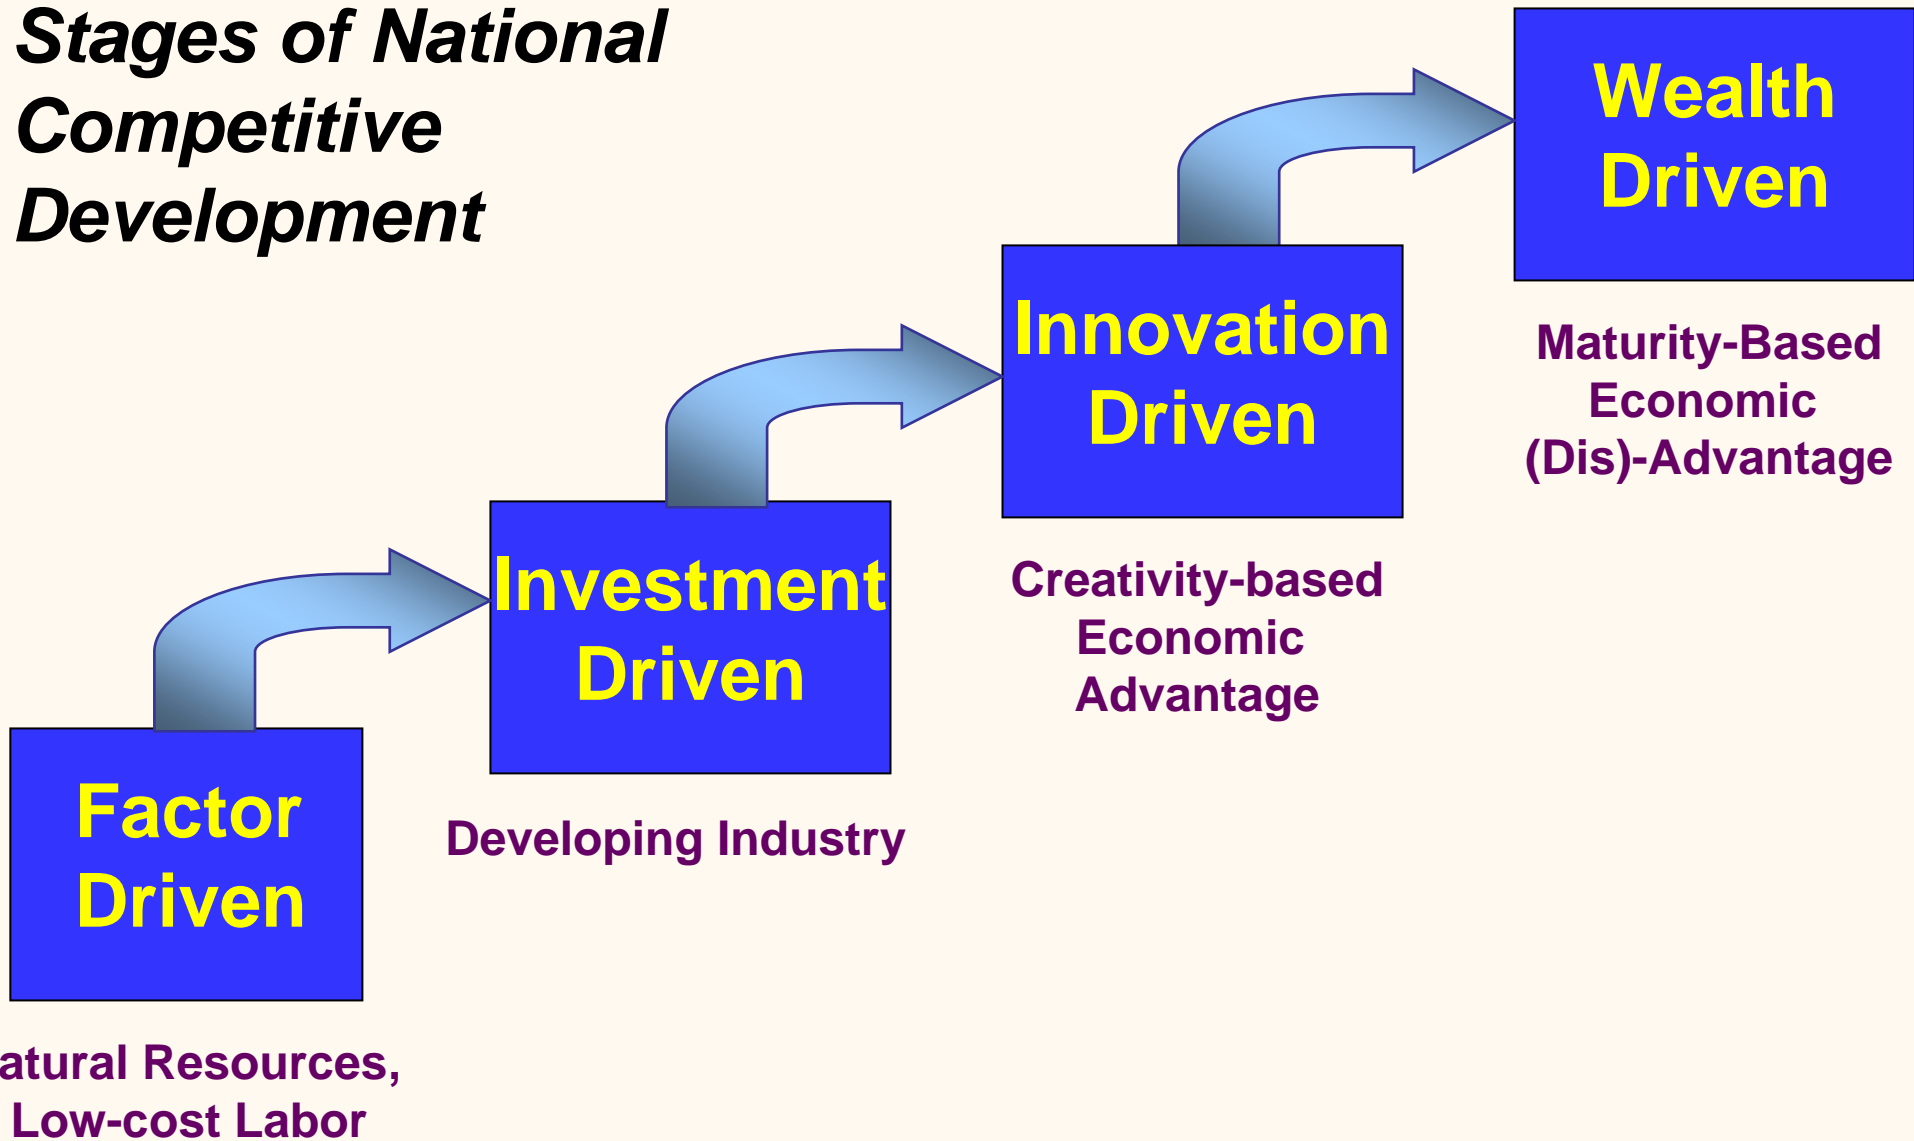 Stages of National
Competitive
Development
Wealth
Driven
Maturity-Based
Economic
(Dis)-Advantage
Innovation
Driven
Creativity-based
Economic
Advantage
Investment
Driven
Developing Industry
Factor
Driven
atural Resources,
Low-cost Labor